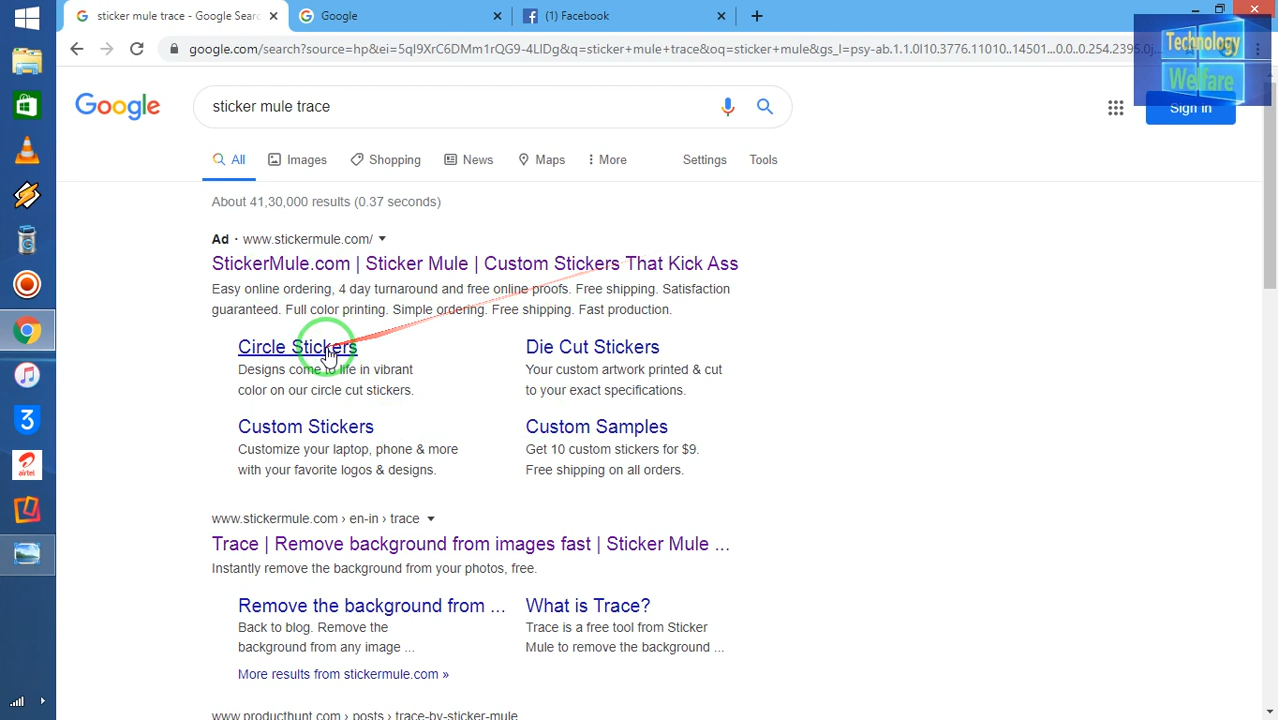 sticker mule trace - Google Searc
Google
(1) Facebook
google.com/search?source=hp&ei=5qI9XrC6DMm1rQG9-4LIDg&q=sticker+mule+trace&oq=sticker+mule&gs_l=psy-ab.1.1.0l10.3776.11010..14501...0.0..0.254.2395.0j...
Technology
Welfare
Google
sticker mule trace
Sign in
All
Images
Shopping
News
Maps
More
Settings
Tools
About 41,30,000 results (0.37 seconds)
Ad · www.stickermule.com/
StickerMule.com | Sticker Mule | Custom Stickers That Kick Ass
Easy online ordering, 4 day turnaround and free online proofs. Free shipping. Satisfaction
guaranteed. Full color printing. Simple ordering. Free shipping. Fast production.
Circle Stickers
Designs come to life in vibrant
color on our circle cut stickers.
Die Cut Stickers
Your custom artwork printed & cut
to your exact specifications.
Custom Stickers
Customize your laptop, phone & more
with your favorite logos & designs.
Custom Samples
Get 10 custom stickers for $9.
Free shipping on all orders.
www.stickermule.com › en-in › trace
Trace | Remove background from images fast | Sticker Mule ...
Instantly remove the background from your photos, free.
Remove the background from ...
Back to blog. Remove the
background from any image ...
What is Trace?
Trace is a free tool from Sticker
Mule to remove the background ...
More results from stickermule.com »
www.producthunt.com › posts › trace-by-sticker-mule
3
airtel